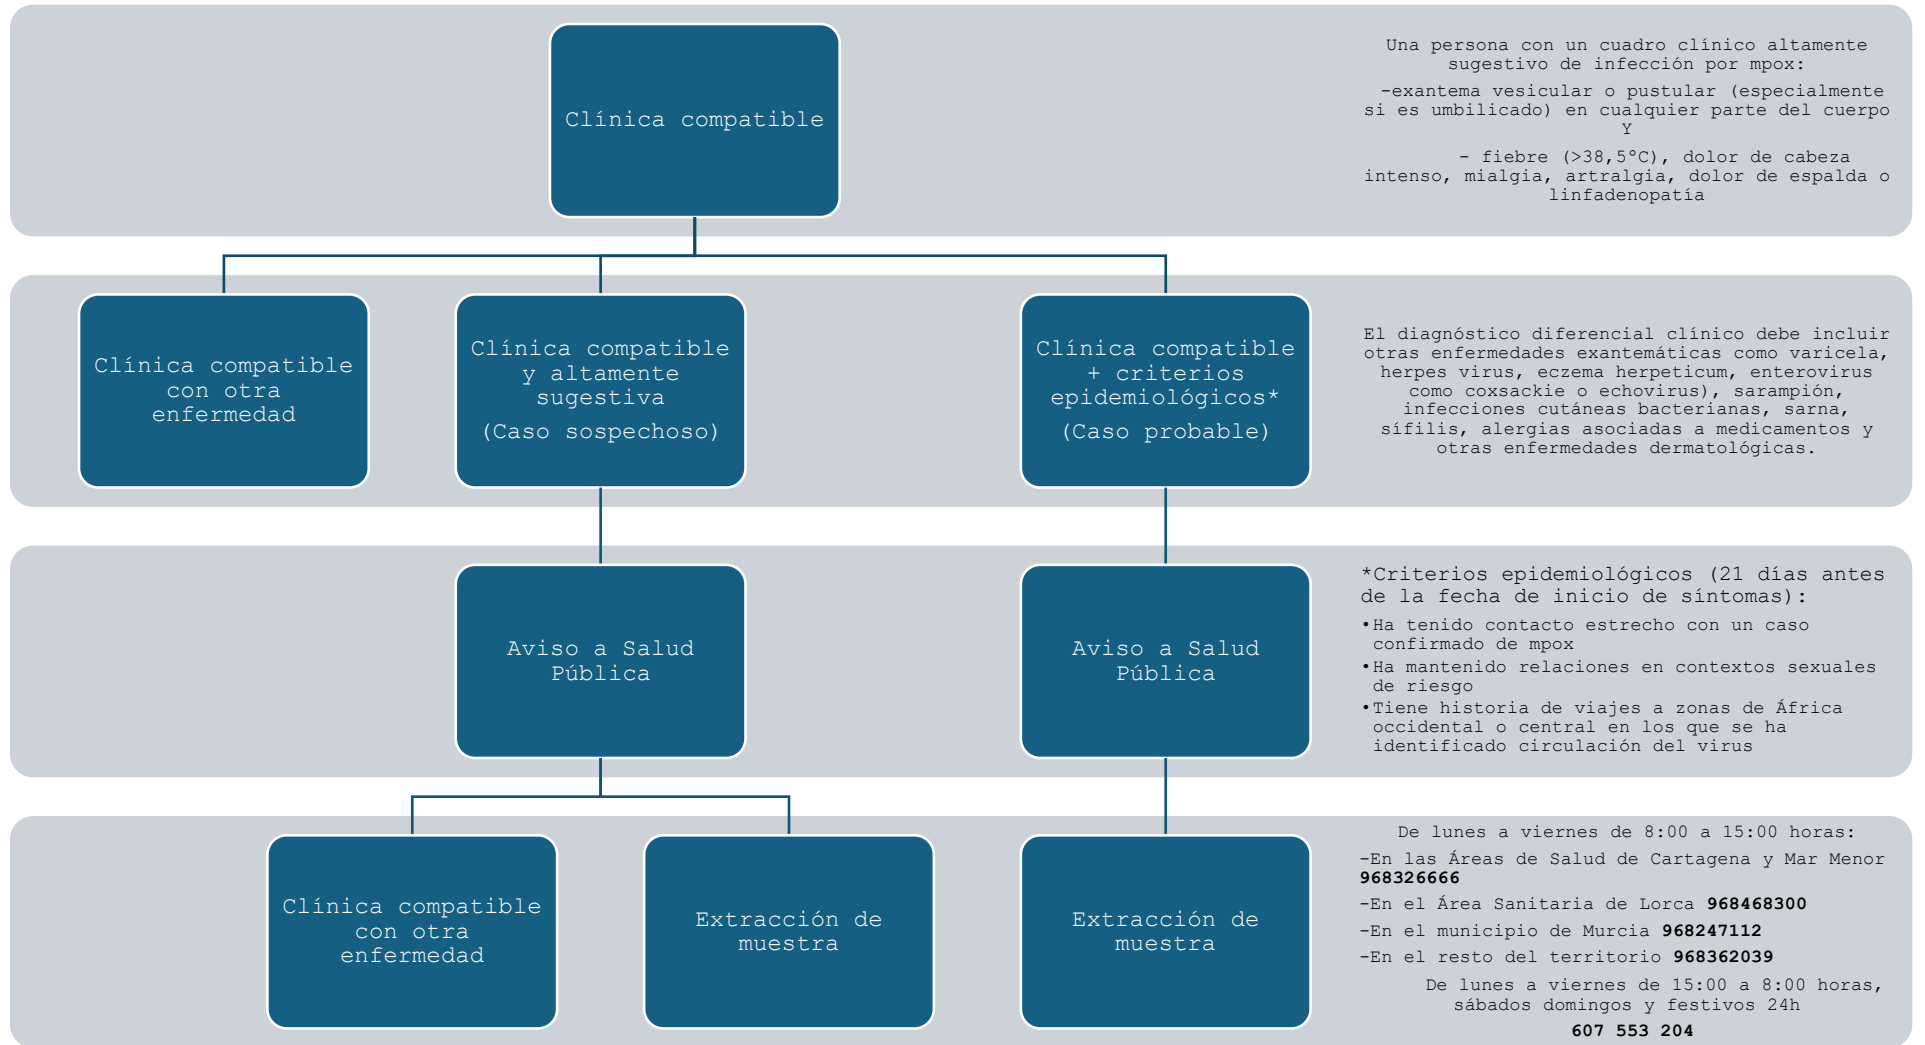 Clínica compatible
Una persona con un cuadro clínico altamente
sugestivo de infección por mpox:
-exantema vesicular o pustular (especialmente
si es umbilicado) en cualquier parte del cuerpo
Y
- fiebre (>38,5ºC), dolor de cabeza
intenso, mialgia, artralgia, dolor de espalda o
linfadenopatía
Clínica compatible
con otra
enfermedad
Clínica compatible
y altamente
sugestiva
(Caso sospechoso)
Clínica compatible
+ criterios
epidemiológicos*
(Caso probable)
El diagnóstico diferencial clínico debe incluir
otras enfermedades exantemáticas como varicela,
herpes virus, eczema herpeticum, enterovirus
como coxsackie o echovirus), sarampión,
infecciones cutáneas bacterianas, sarna,
sífilis, alergias asociadas a medicamentos y
otras enfermedades dermatológicas.
Aviso a Salud
Pública
Aviso a Salud
Pública
*Criterios epidemiológicos (21 días antes
de la fecha de inicio de síntomas):
•Ha tenido contacto estrecho con un caso
confirmado de mpox
•Ha mantenido relaciones en contextos sexuales
de riesgo
•Tiene historia de viajes a zonas de África
occidental o central en los que se ha
identificado circulación del virus
Clínica compatible
con otra
enfermedad
Extracción de
muestra
Extracción de
muestra
De lunes a viernes de 8:00 a 15:00 horas:
-En las Áreas de Salud de Cartagena y Mar Menor
968326666
-En el Área Sanitaria de Lorca 968468300
-En el municipio de Murcia 968247112
-En el resto del territorio 968362039
De lunes a viernes de 15:00 a 8:00 horas,
sábados domingos y festivos 24h
607 553 204